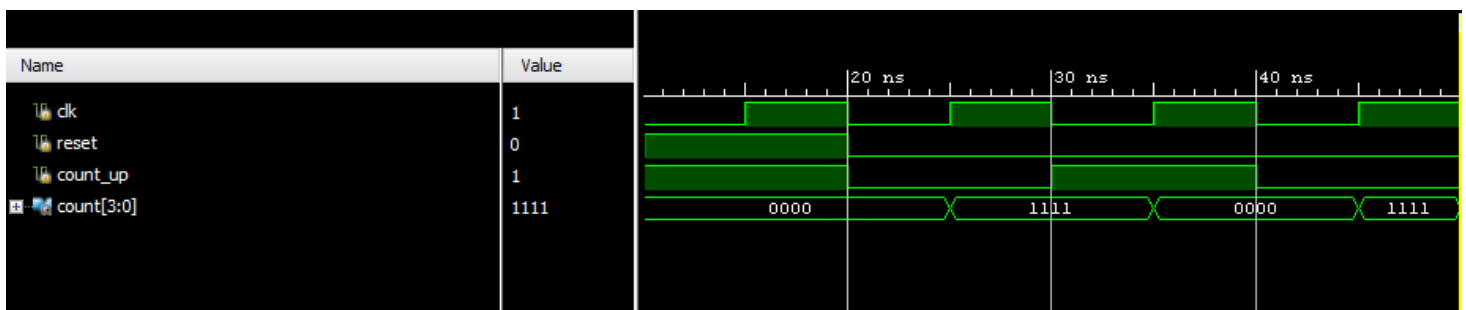 Name Value
20 ns 30 ns 40 ns
clk 1
reset 0
count_up 1
count[3:0] 1111 0000 1111 0000 1111